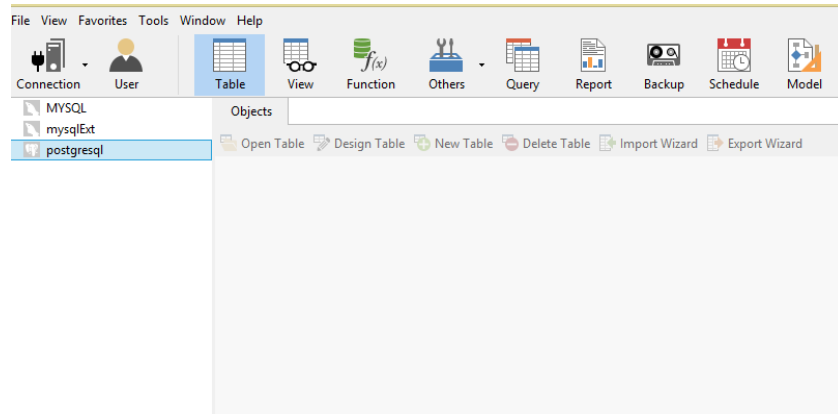 File View Favorites Tools Window Help
Connection User Table View Function Others Query Report Backup Schedule Model
f(x)
MYSQL
mysqlExt
postgresql
Objects
Open Table Design Table New Table Delete Table Import Wizard Export Wizard